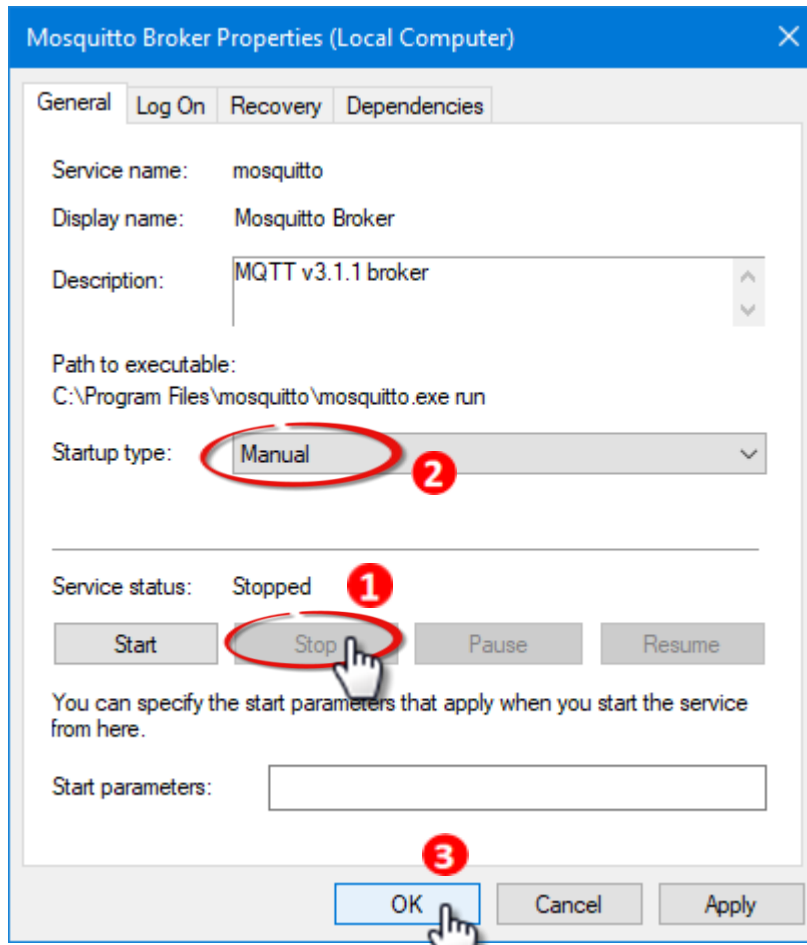 Mosquitto Broker Properties (Local Computer)
General Log On Recovery Dependencies
Service name: mosquitto
Display name: Mosquitto Broker
Description: MQTT v3.1.1 broker
Path to executable:
C:\Program Files\mosquitto\mosquitto.exe run
Startup type: Manual
2
Service status: Stopped 1
Start Stop Pause Resume
You can specify the start parameters that apply when you start the service
from here.
Start parameters:
3
OK Cancel Apply